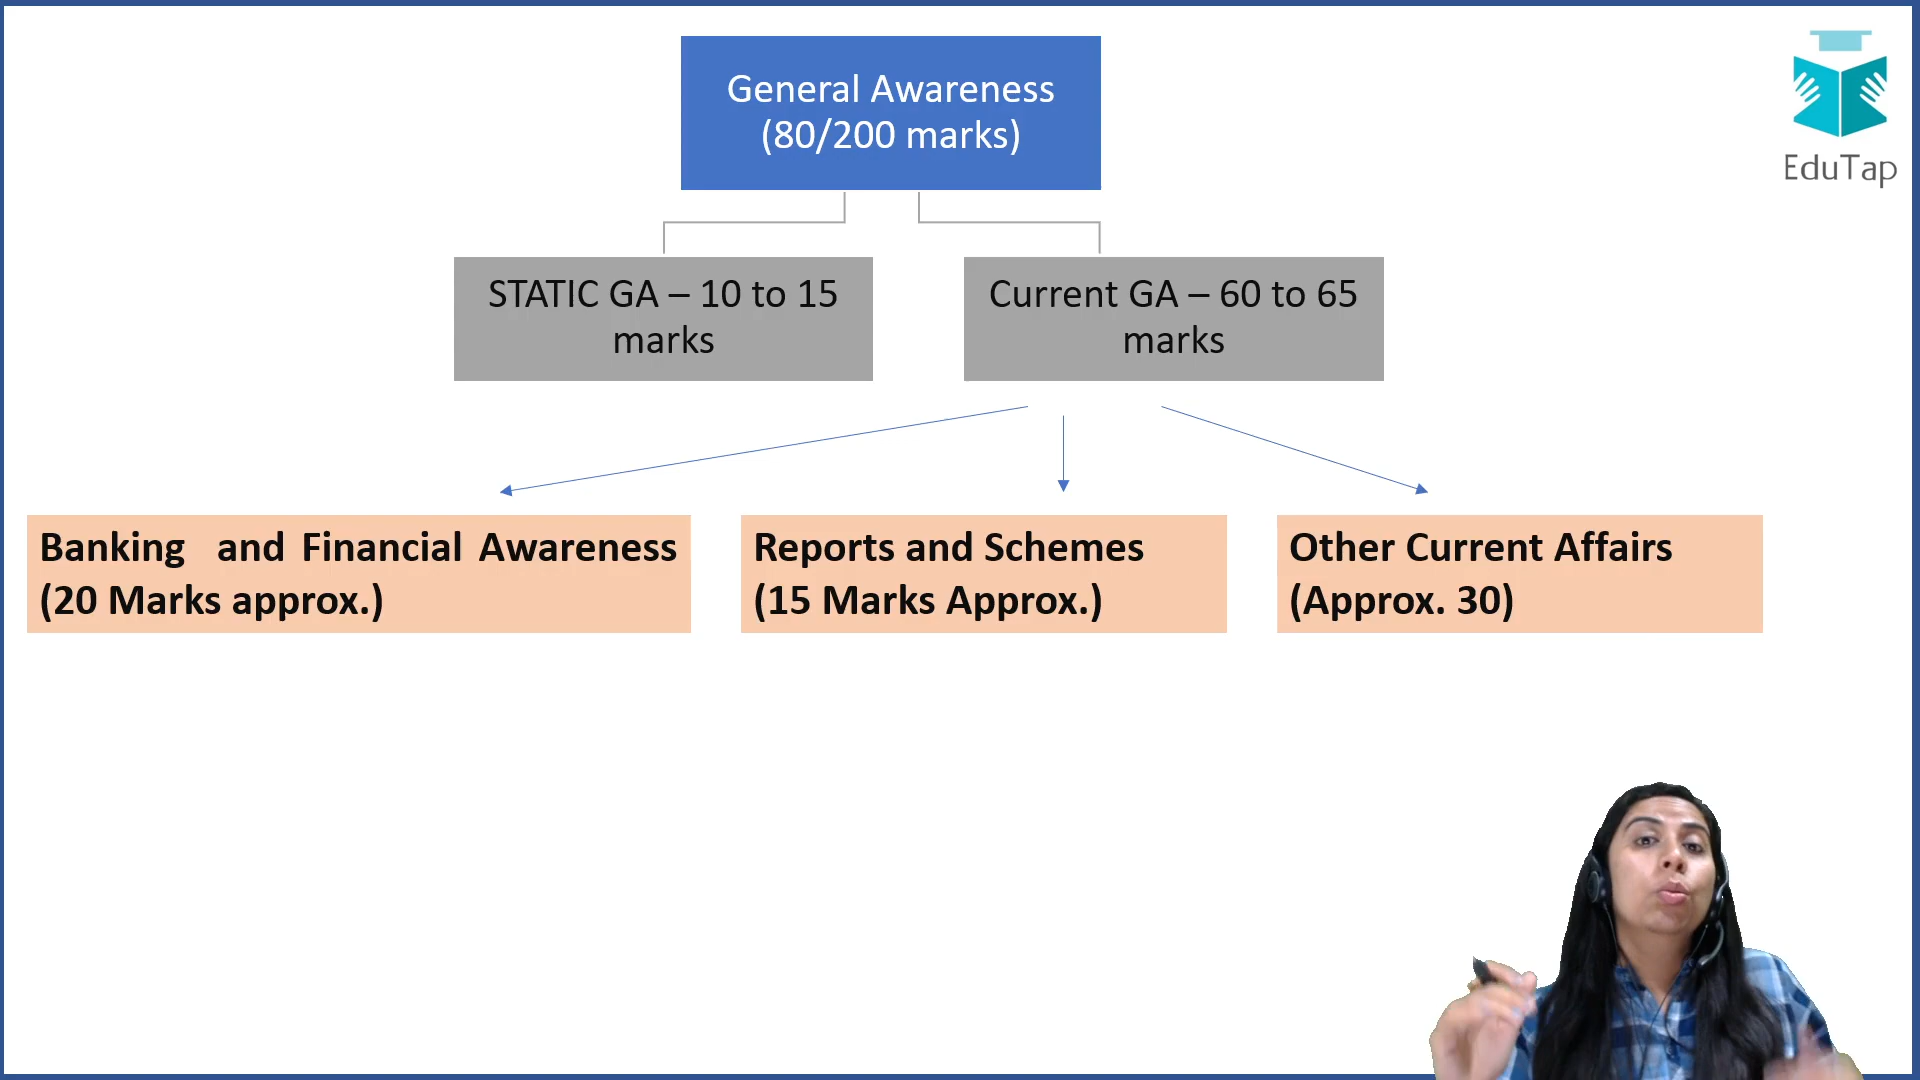 General Awareness
(80/200 marks)
EduTap
STATIC GA – 10 to 15
marks
Current GA – 60 to 65
marks
Banking and Financial Awareness
(20 Marks approx.)
Reports and Schemes
(15 Marks Approx.)
Other Current Affairs
(Approx. 30)